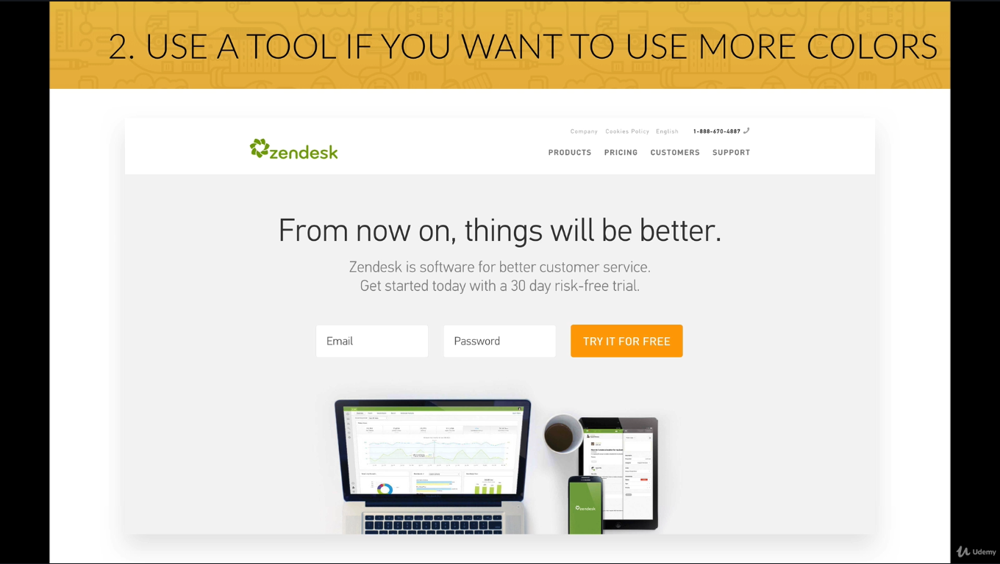 2. USE A TOOL IF YOU WANT TO USE MORE COLORS
Company Cookies Policy English 1-888-670-4887
zendesk
PRODUCTS PRICING CUSTOMERS SUPPORT
From now on, things will be better.
Zendesk is software for better customer service.
Get started today with a 30 day risk-free trial.
Email
Password
TRY IT FOR FREE
zendesk
Udemy